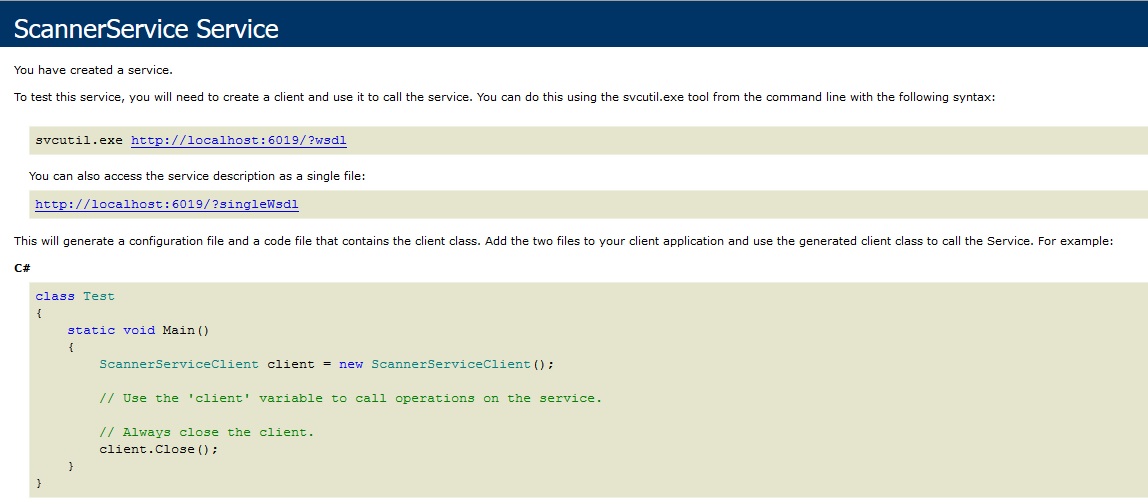 ScannerService Service
You have created a service.
To test this service, you will need to create a client and use it to call the service. You can do this using the svcutil.exe tool from the command line with the following syntax:
svcutil.exe http://localhost:6019/?wsdl
You can also access the service description as a single file:
http://localhost:6019/?singleWsdl
This will generate a configuration file and a code file that contains the client class. Add the two files to your client application and use the generated client class to call the Service. For example:
C#
class Test
{
    static void Main()
    {
        ScannerServiceClient client = new ScannerServiceClient();
        // Use the 'client' variable to call operations on the service.
        // Always close the client.
        client.Close();
    }
}